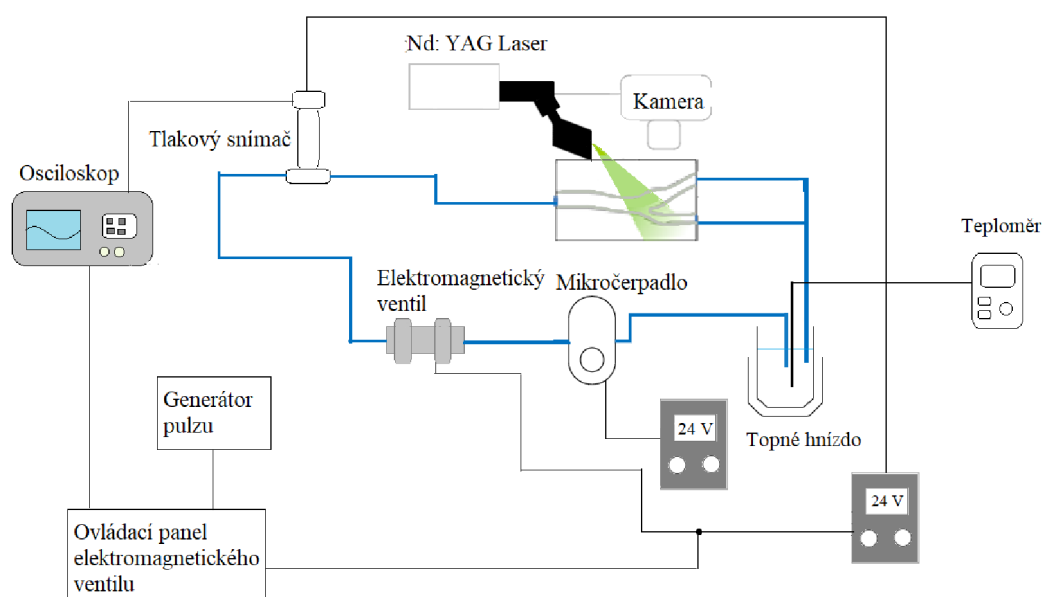 Nd: YAG Laser
Kamera
Tlakový snímač
Osciloskop
Teploměr
Elektromagnetický
ventil
Mikročerpadlo
Generátor
pulzu
24 V
Topné hnízdo
24 V
Ovládací panel
elektromagnetického
ventilu